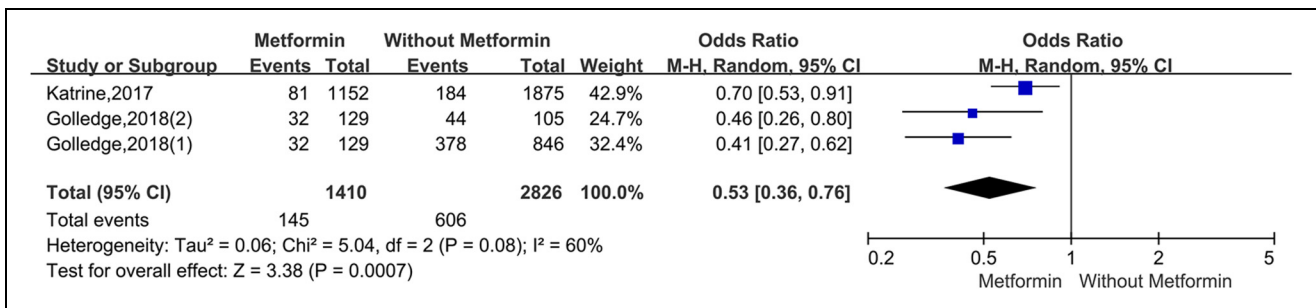 Metformin Without Metformin Odds Ratio Odds Ratio
Study or Subgroup Events Total Events Total Weight M-H, Random, 95% CI M-H, Random, 95% CI
Katrine,2017 81 1152 184 1875 42.9% 0.70 [0.53, 0.91]
Golledge,2018(2) 32 129 44 105 24.7% 0.46 [0.26, 0.80]
Golledge,2018(1) 32 129 378 846 32.4% 0.41 [0.27, 0.62]
Total (95% CI) 1410 2826 100.0% 0.53 [0.36, 0.76]
Total events 145 606
Heterogeneity: Tau² = 0.06; Chi² = 5.04, df = 2 (P = 0.08); I² = 60%
Test for overall effect: Z = 3.38 (P = 0.0007)
0.2 0.5 1 2 5
Metformin Without Metformin